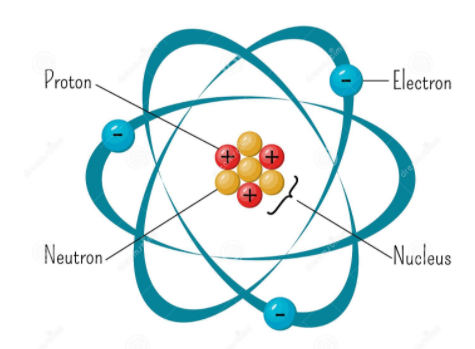 Proton
Electron
-
-
+
+
+
Neutron
Nucleus
-